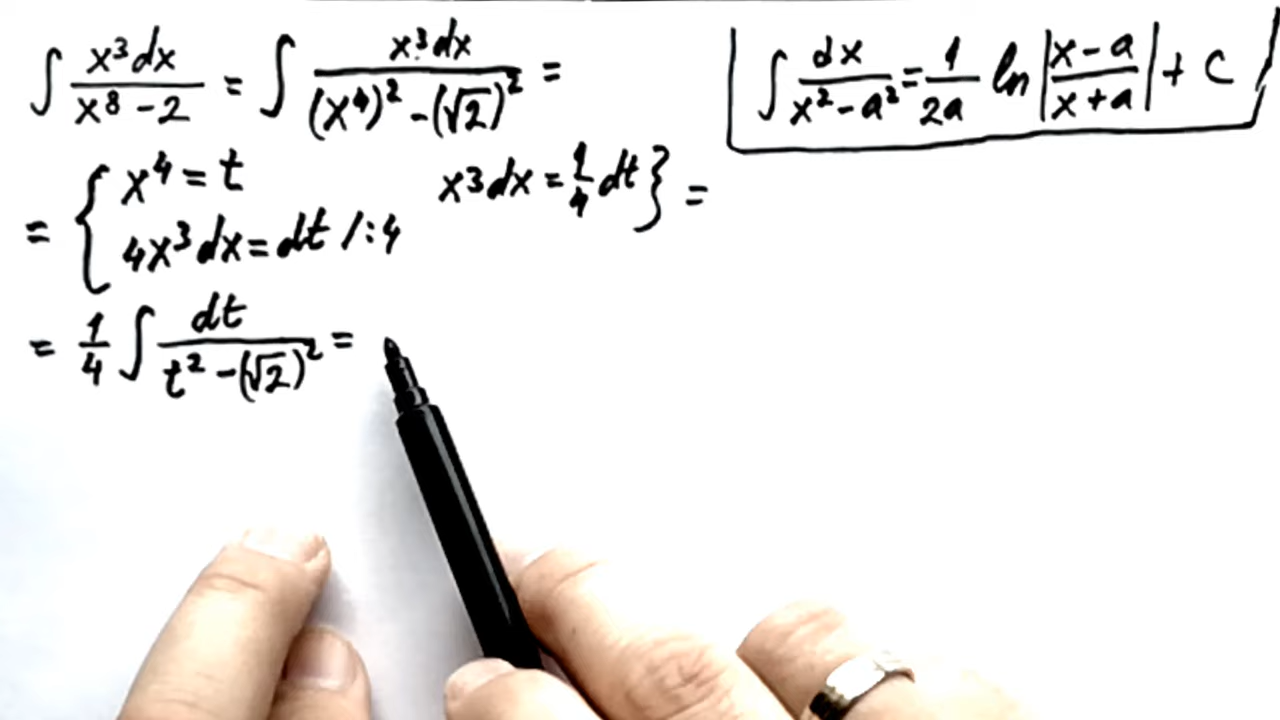 ∫ x³dx / (x⁸ − 2) = ∫ x³dx / ((x⁴)² − (√2)²) =
∫ dx / (x² − a²) = 1/(2a) ln |(x − a)/(x + a)| + C
= { x⁴ = t    x³dx = 1/4 dt } =
4x³dx = dt /:4
= 1/4 ∫ dt / (t² − (√2)²) =